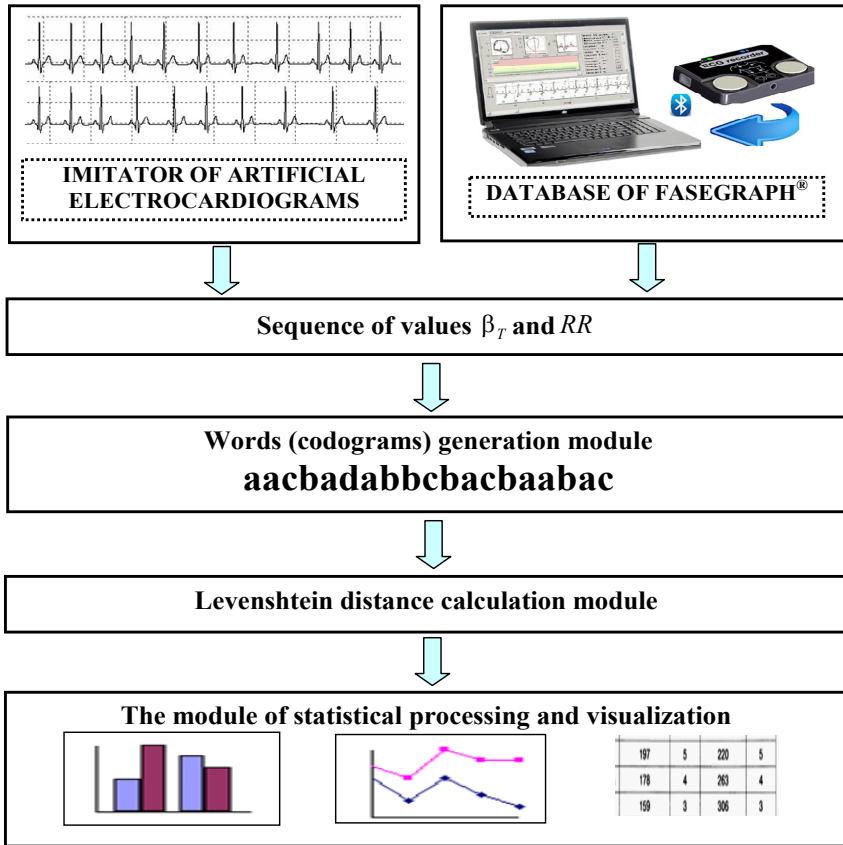 ECG recorder
IMITATOR OF ARTIFICIAL
ELECTROCARDIOGRAMS
DATABASE OF FASEGRAPH®
Sequence of values β_T and RR
Words (codograms) generation module
aacbadabbcbacbaabac
Levenshtein distance calculation module
The module of statistical processing and visualization
197 5 220 5
178 4 263 4
159 3 306 3